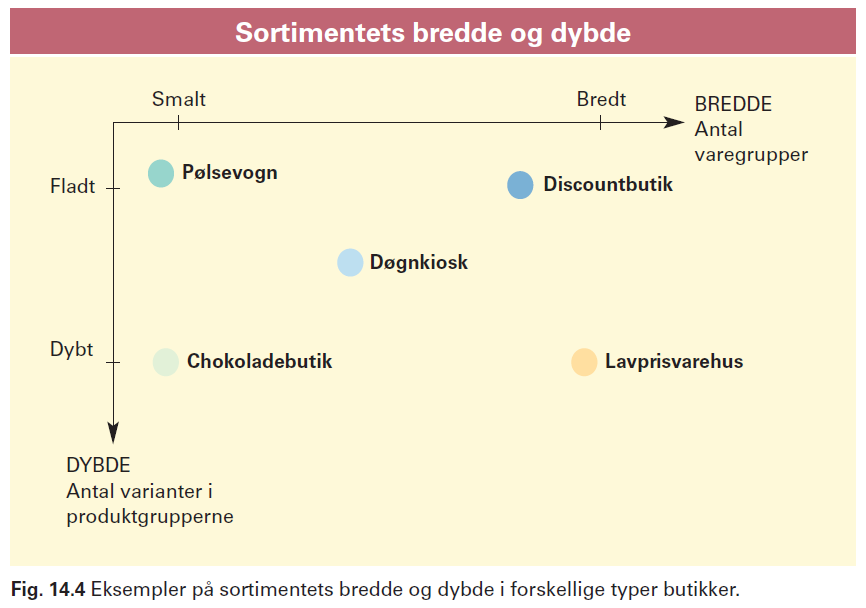 Sortimentets bredde og dybde
Smalt
Bredt
BREDDE
Antal
varegrupper
Fladt
Pølsevogn
Discountbutik
Døgnkiosk
Dybt
Chokoladebutik
Lavprisvarehus
DYBDE
Antal varianter i
produktgrupperne
Fig. 14.4 Eksempler på sortimentets bredde og dybde i forskellige typer butikker.